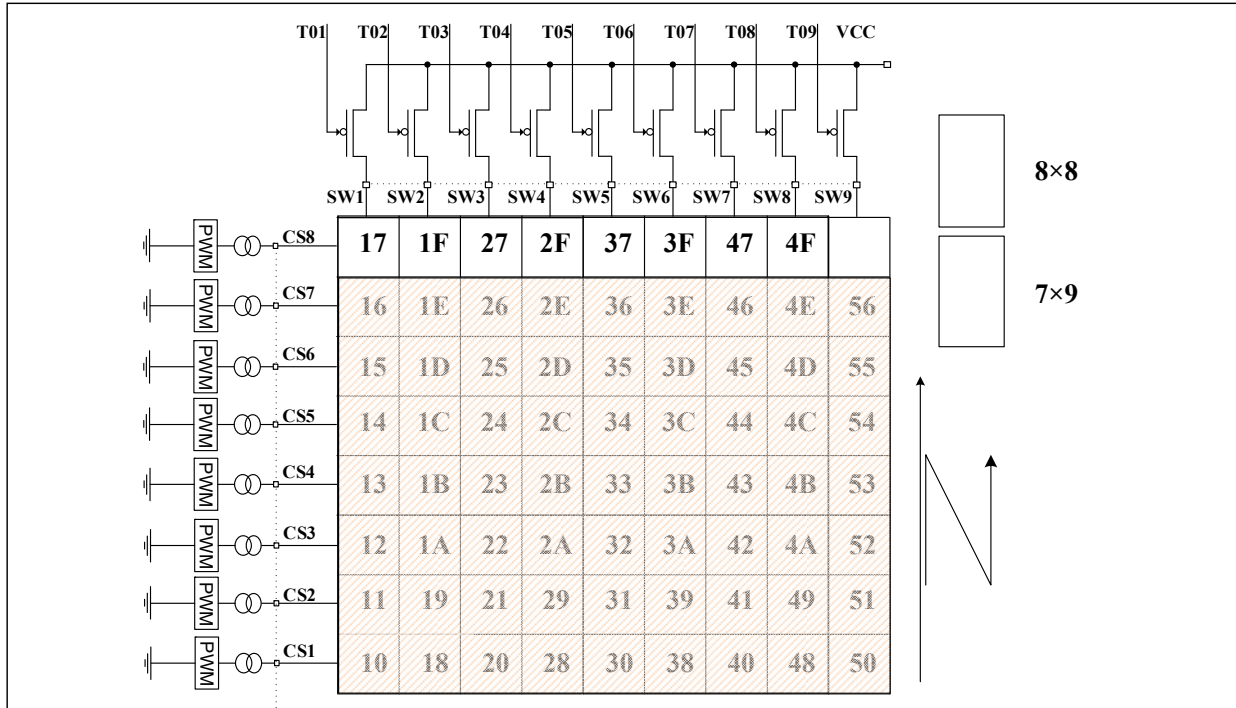 T01 T02 T03 T04 T05 T06 T07 T08 T09 VCC
8×8
SW1 SW2 SW3 SW4 SW5 SW6 SW7 SW8 SW9
PWM CS8 17 1F 27 2F 37 3F 47 4F
PWM CS7 16 1E 26 2E 36 3E 46 4E 56
7×9
PWM CS6 15 1D 25 2D 35 3D 45 4D 55
PWM CS5 14 1C 24 2C 34 3C 44 4C 54
PWM CS4 13 1B 23 2B 33 3B 43 4B 53
PWM CS3 12 1A 22 2A 32 3A 42 4A 52
PWM CS2 11 19 21 29 31 39 41 49 51
PWM CS1 10 18 20 28 30 38 40 48 50